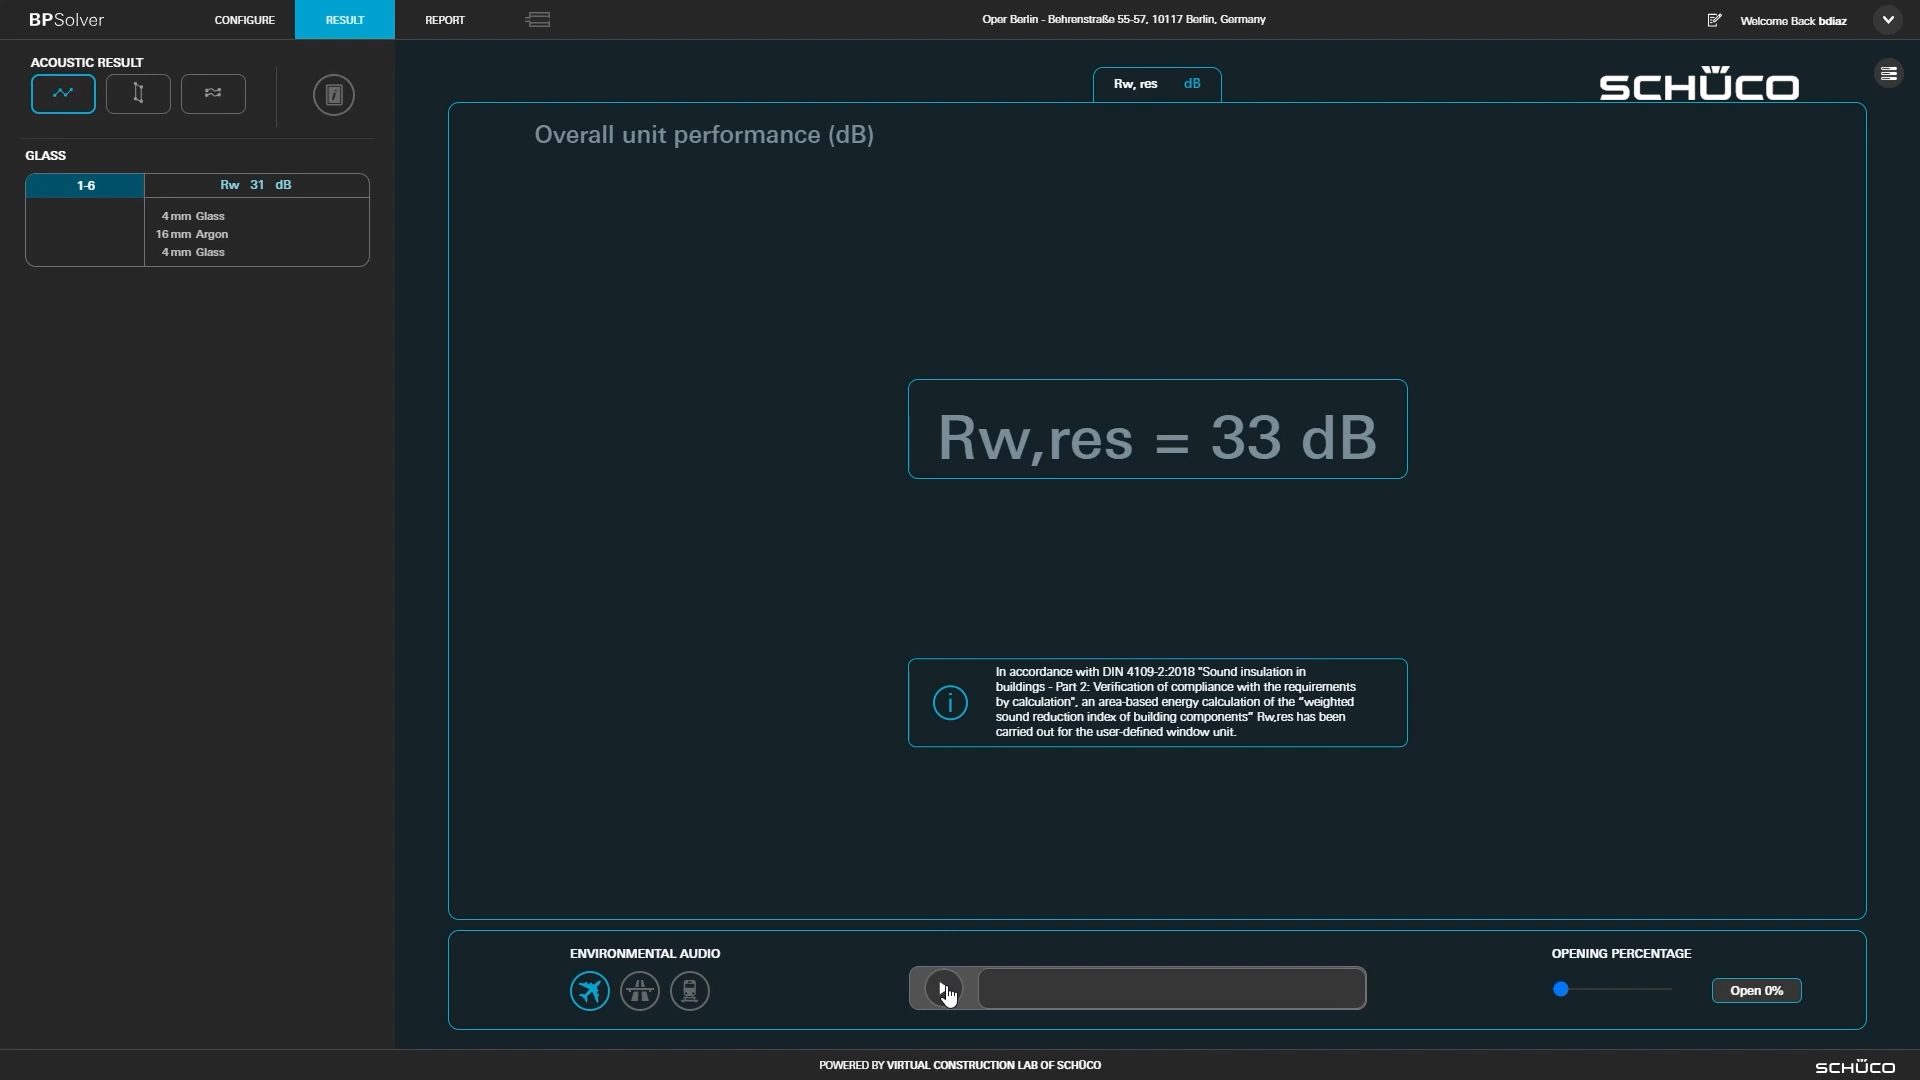 BPSolver
CONFIGURE
RESULT
REPORT
Oper Berlin - Behrenstraße 55-57, 10117 Berlin, Germany
Welcome Back bdiaz
ACOUSTIC RESULT
Rw, res dB
SCHÜCO
Overall unit performance (dB)
GLASS
1-6
Rw 31 dB
4 mm Glass
16 mm Argon
4 mm Glass
Rw,res = 33 dB
In accordance with DIN 4109-2:2018 "Sound insulation in
buildings - Part 2: Verification of compliance with the requirements
by calculation", an area-based energy calculation of the "weighted
sound reduction index of building components" Rw,res has been
carried out for the user-defined window unit.
ENVIRONMENTAL AUDIO
OPENING PERCENTAGE
Open 0%
POWERED BY VIRTUAL CONSTRUCTION LAB OF SCHÜCO
SCHÜCO